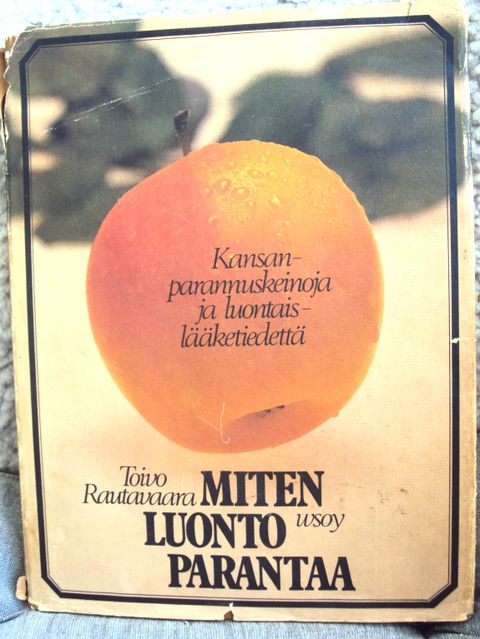 Kansan-
parannuskeinoja
ja luontais-
lääketiedettä
Toivo
Rautavaara MITEN
LUONTO wsoy
PARANTAA